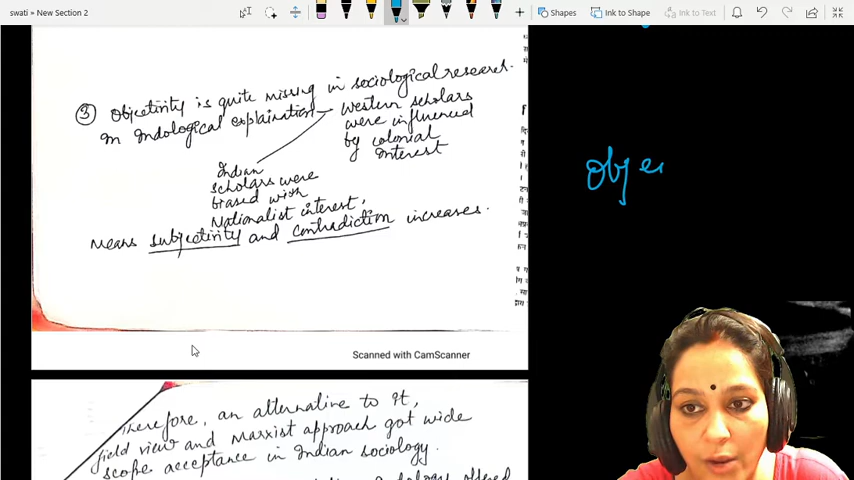 swati » New Section 2
Shapes
Ink to Shape
Ink to Text
③ Objectivity is quite missing in sociological research.
In Indological explaination → Western scholars
were influenced
by colonial
Interest
Indian
scholars were
biased with
Nationalist interest,
Means subjectivity and contradiction increases.
Obje
Scanned with CamScanner
Therefore, an alternative to it,
field view and Marxist approach got wide
scope acceptance in Indian sociology.
offered